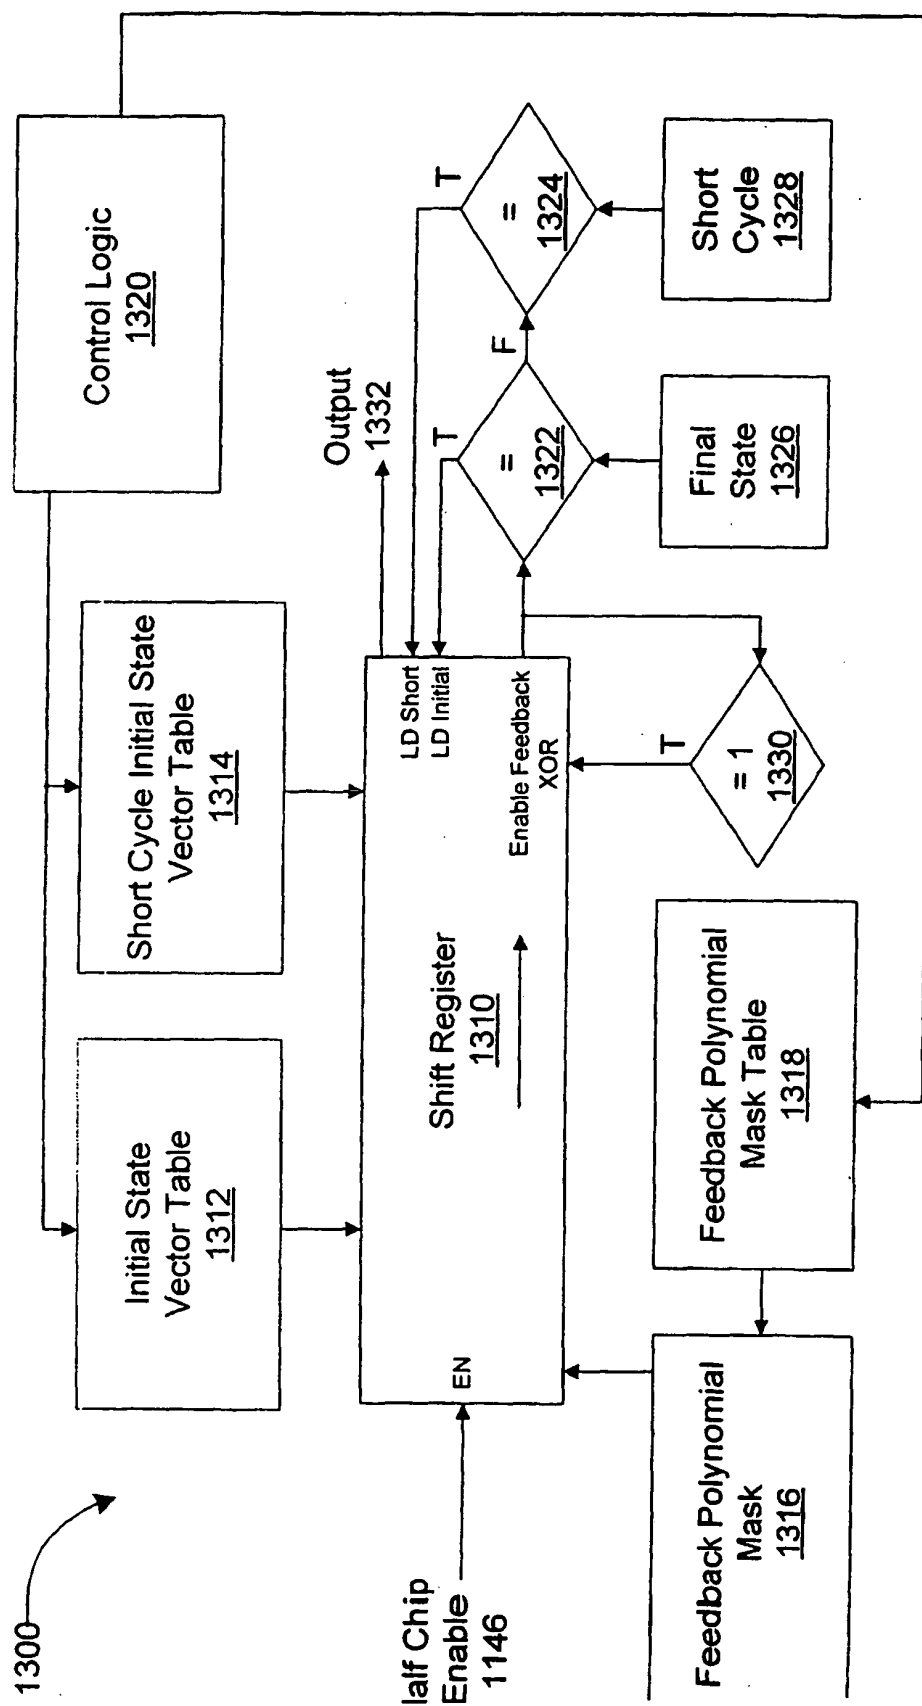 1300
Control Logic
1320
Initial State
Vector Table
1312
Short Cycle Initial State
Vector Table
1314
Output
1332
T
T
F
=
1324
=
1322
Short
Cycle
1328
Final
State
1326
LD Short
LD Initial
Enable Feedback
XOR
Shift Register
1310
EN
alf Chip
Enable
1146
T
= 1
1330
Feedback Polynomial
Mask Table
1318
Feedback Polynomial
Mask
1316